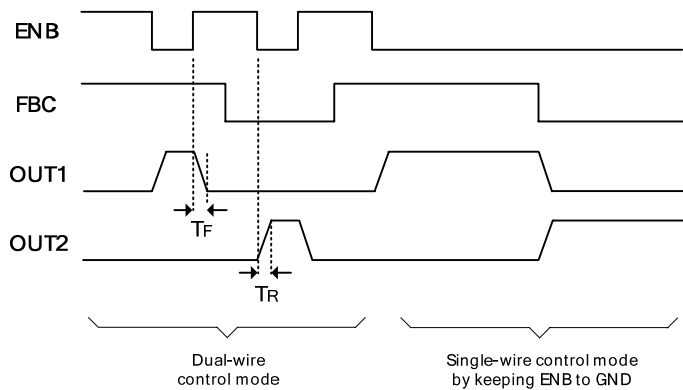 ENB
FBC
OUT1
TF
OUT2
TR
Dual-wire
control mode
Single-wire control mode
by keeping ENB to GND